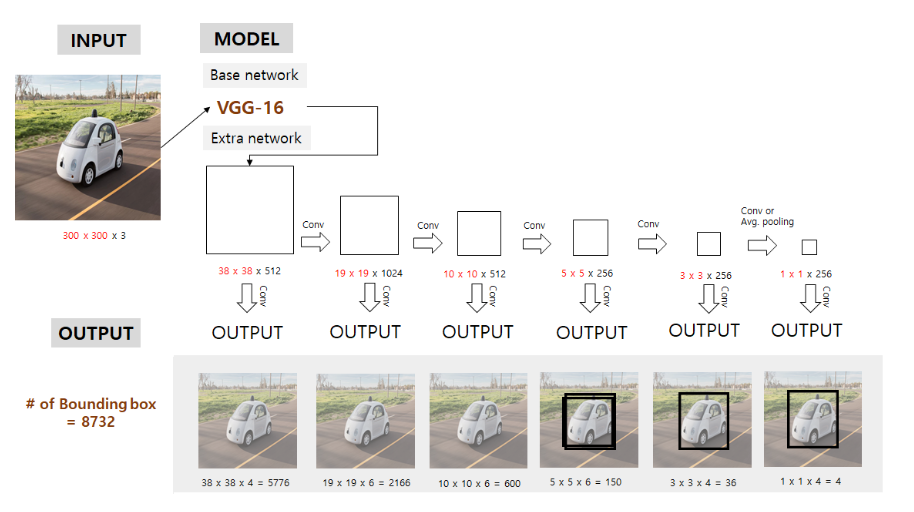 INPUT
MODEL
Base network
VGG-16
Extra network
300 x 300 x 3
Conv
Conv
Conv
Conv
Conv or
Avg. pooling
38 x 38 x 512
19 x 19 x 1024
10 x 10 x 512
5 x 5 x 256
3 x 3 x 256
1 x 1 x 256
Conv
Conv
Conv
Conv
Conv
Conv
OUTPUT
OUTPUT
OUTPUT
OUTPUT
OUTPUT
OUTPUT
OUTPUT
# of Bounding box
= 8732
38 x 38 x 4 = 5776
19 x 19 x 6 = 2166
10 x 10 x 6 = 600
5 x 5 x 6 = 150
3 x 3 x 4 = 36
1 x 1 x 4 = 4